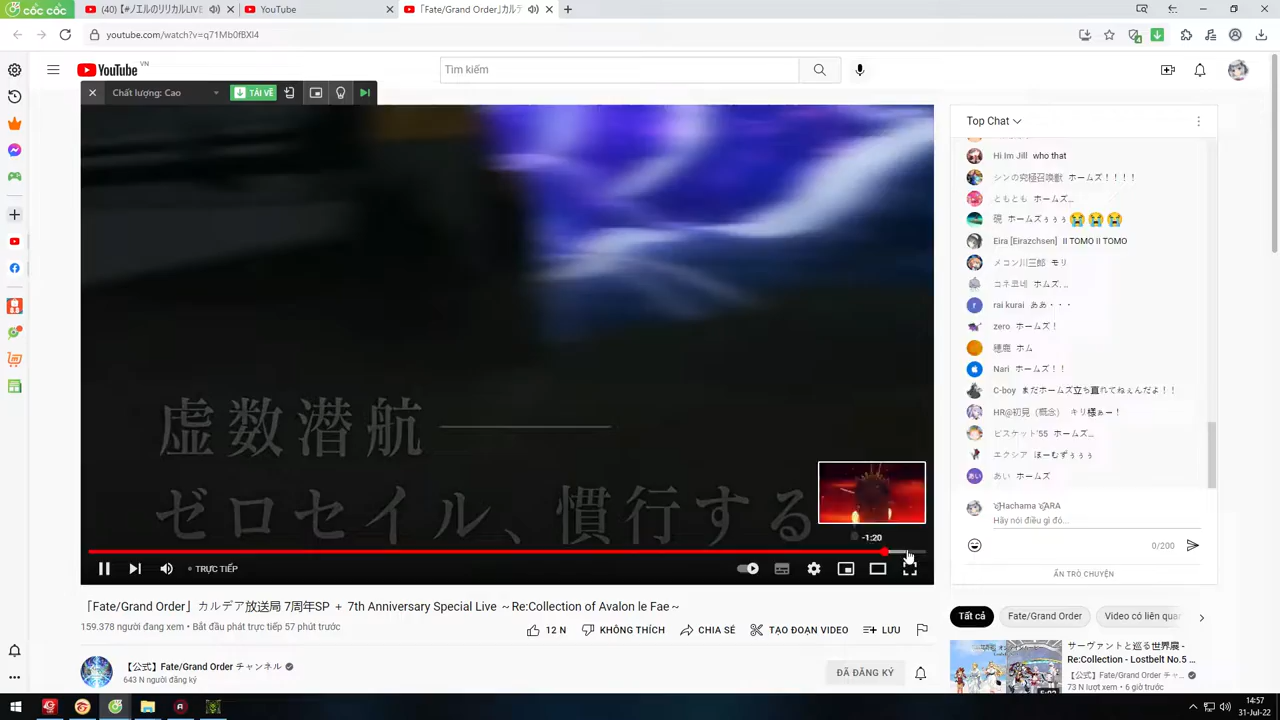 cốc cốc
(40)【#ノエルのリリカルLIVE
YouTube
「Fate/Grand Order」カルデ
youtube.com/watch?v=q71Mb0fBXI4
YouTube VN
Tìm kiếm
Chất lượng: Cao
TẢI VỀ
虚数潜航
ゼロセイル、慣行する
-1:20
TRỰC TIẾP
「Fate/Grand Order」カルデア放送局 7周年SP ＋ 7th Anniversary Special Live ～Re:Collection of Avalon le Fae～
159.378 người đang xem • Bắt đầu phát trực tiếp 57 phút trước
12 N
KHÔNG THÍCH
CHIA SẺ
TẠO ĐOẠN VIDEO
LƯU
【公式】Fate/Grand Order チャンネル
643 N người đăng ký
ĐÃ ĐĂNG KÝ
Top Chat
Hi Im Jill who that
シンの究極召喚獣 ホームズ！！！！
ともとも ホームズ...
硯 ホームズぅぅぅ
Eira [Eirazchsen] II TOMO II TOMO
メコン川三郎 モリ
コネヨ네 ホムズ...
rai kurai ああ・・・
zero ホームズ！
穂鹿 ホム
Nari ホームズ！！
C-boy まだホームズ立ち直れてねぇんだよ！！
HR@初見（概念） キリ様ぁー！
ビスケット'55 ホームズ...
エクシア ほーむずぅぅぅ
あい ホームズ
Hachama ARA
Hãy nói điều gì đó...
0/200
ẨN TRÒ CHUYỆN
Tất cả
Fate/Grand Order
Video có liên quan
サーヴァントと巡る世界展 -
Re:Collection - Lostbelt No.5 ...
【公式】Fate/Grand Order チャ...
73 N lượt xem • 6 giờ trước
14:57
31-Jul-22